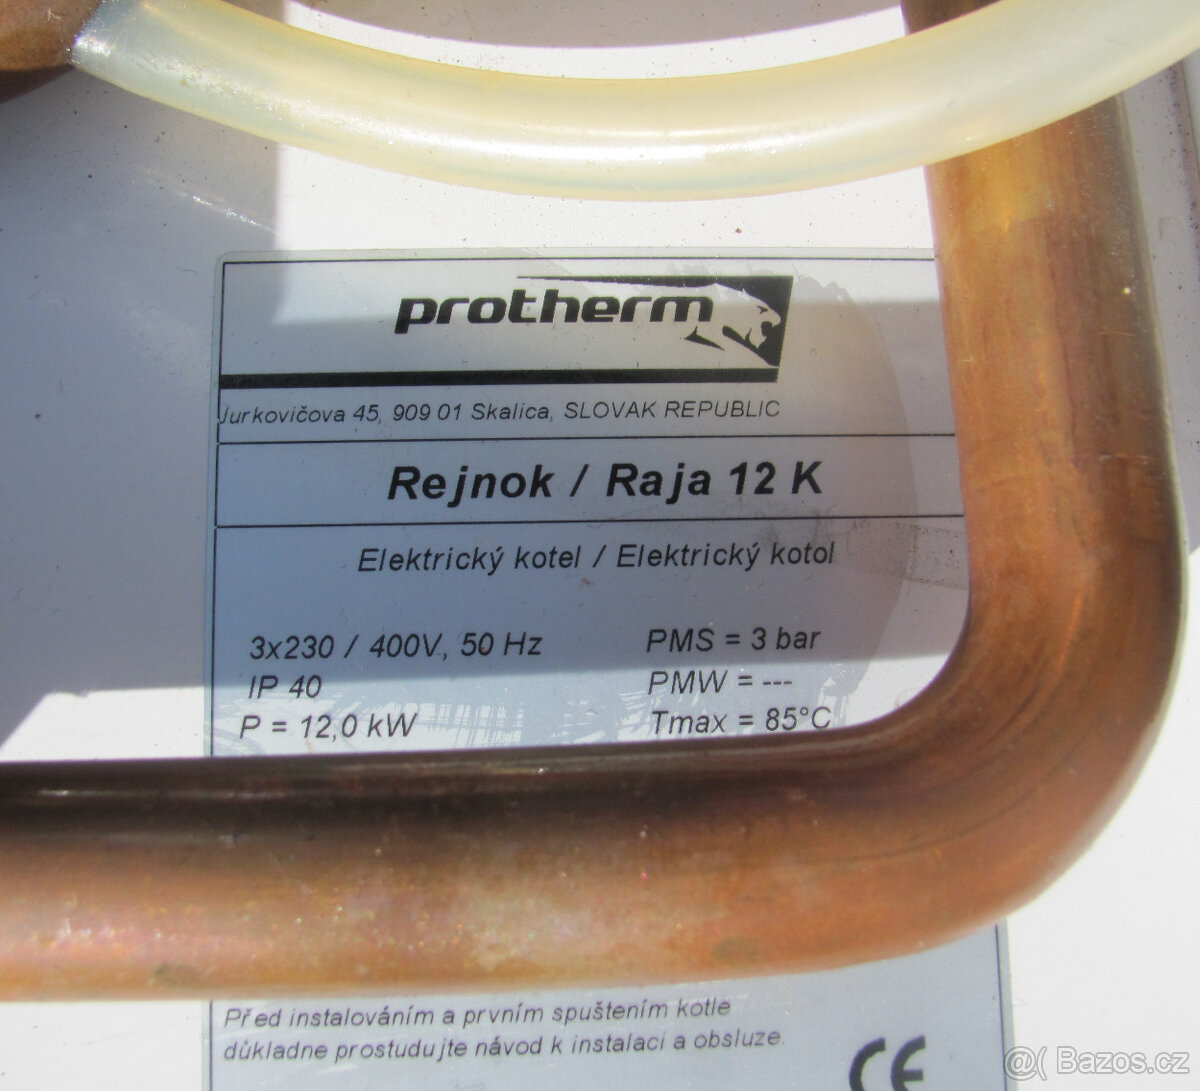 protherm
Jurkovičova 45, 909 01 Skalica, SLOVAK REPUBLIC
Rejnok / Raja 12 K
Elektrický kotel / Elektrický kotol
3x230 / 400V, 50 Hz
PMS = 3 bar
IP 40
PMW = ---
P = 12,0 kW
Tmax = 85°C
Před instalováním a prvním spuštením kotle
důkladne prostudujte návod k instalaci a obsluze.
CE
@( Bazos.cz